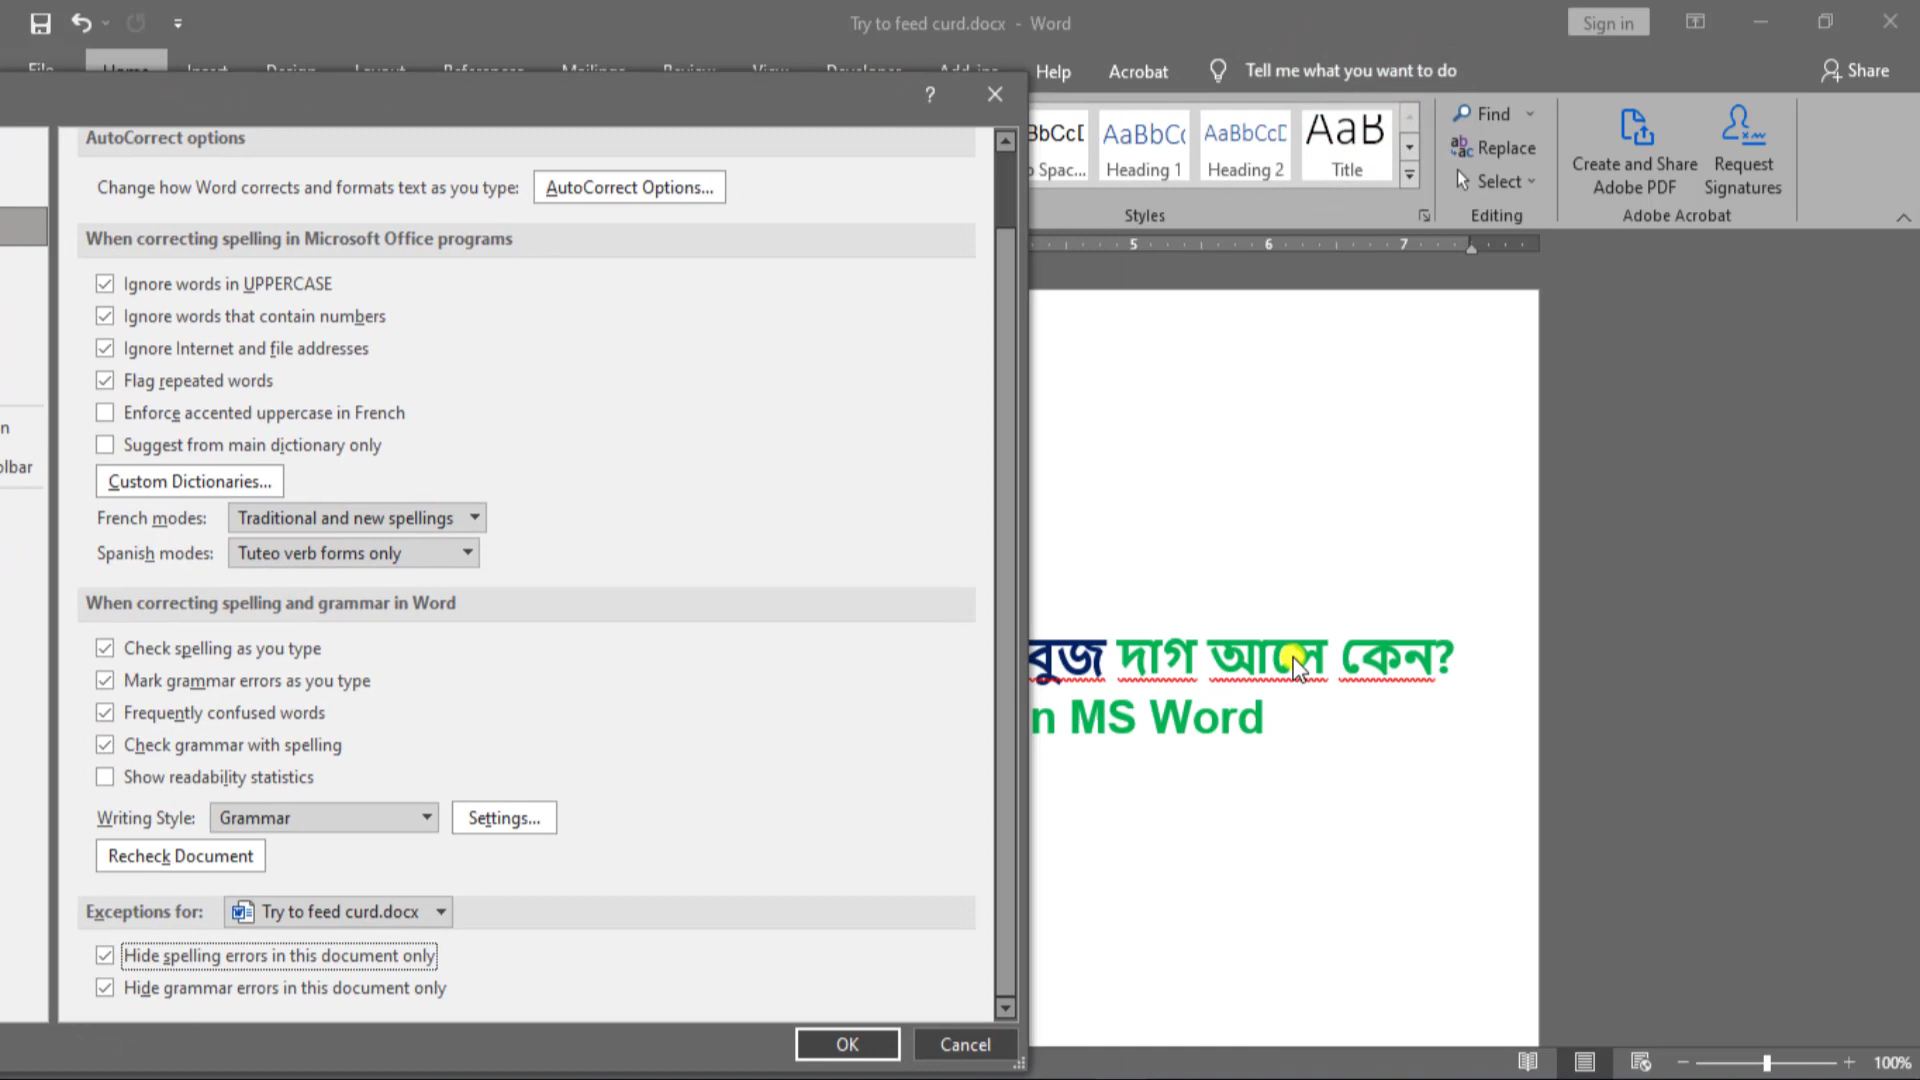 Try to feed curd.docx - Word
Sign in
Help
Acrobat
Tell me what you want to do
Share
?
AutoCorrect options
Change how Word corrects and formats text as you type:
AutoCorrect Options...
When correcting spelling in Microsoft Office programs
Ignore words in UPPERCASE
Ignore words that contain numbers
Ignore Internet and file addresses
Flag repeated words
Enforce accented uppercase in French
Suggest from main dictionary only
Custom Dictionaries...
French modes: Traditional and new spellings
Spanish modes: Tuteo verb forms only
When correcting spelling and grammar in Word
Check spelling as you type
Mark grammar errors as you type
Frequently confused words
Check grammar with spelling
Show readability statistics
Writing Style: Grammar
Settings...
Recheck Document
Exceptions for: Try to feed curd.docx
Hide spelling errors in this document only
Hide grammar errors in this document only
OK
Cancel
Heading 1
Heading 2
AaB
Title
Styles
Find
Replace
Select
Editing
Create and Share
Adobe PDF
Request
Signatures
Adobe Acrobat
5 6 7
দাগ আসে কেন?
MS Word
100%